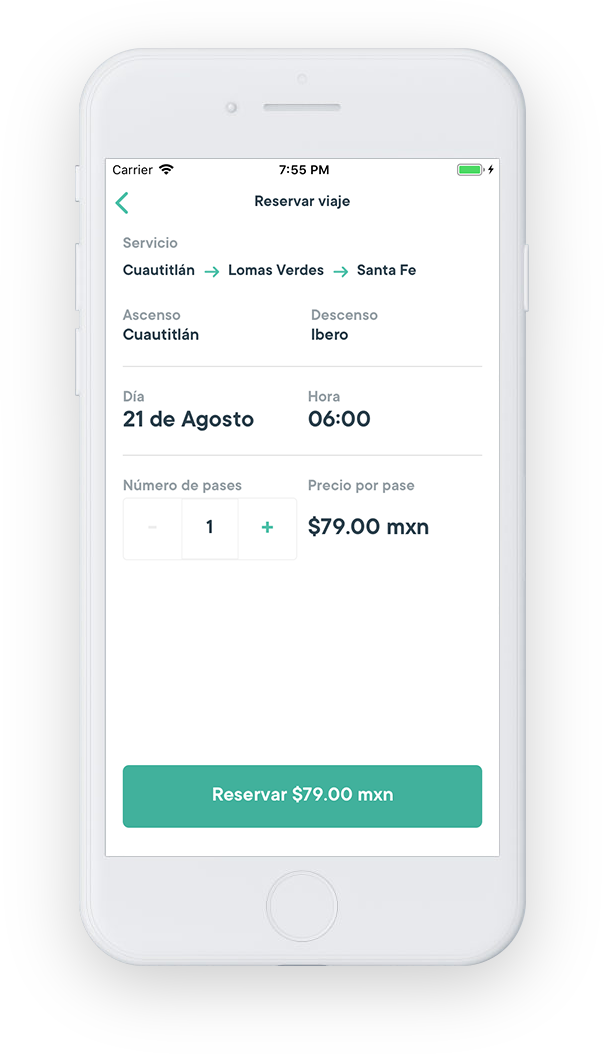 Carrier 7:55 PM
Reservar viaje
Servicio
Cuautitlán → Lomas Verdes → Santa Fe
Ascenso Descenso
Cuautitlán Ibero
Día Hora
21 de Agosto 06:00
Número de pases Precio por pase
- 1 + $79.00 mxn
Reservar $79.00 mxn